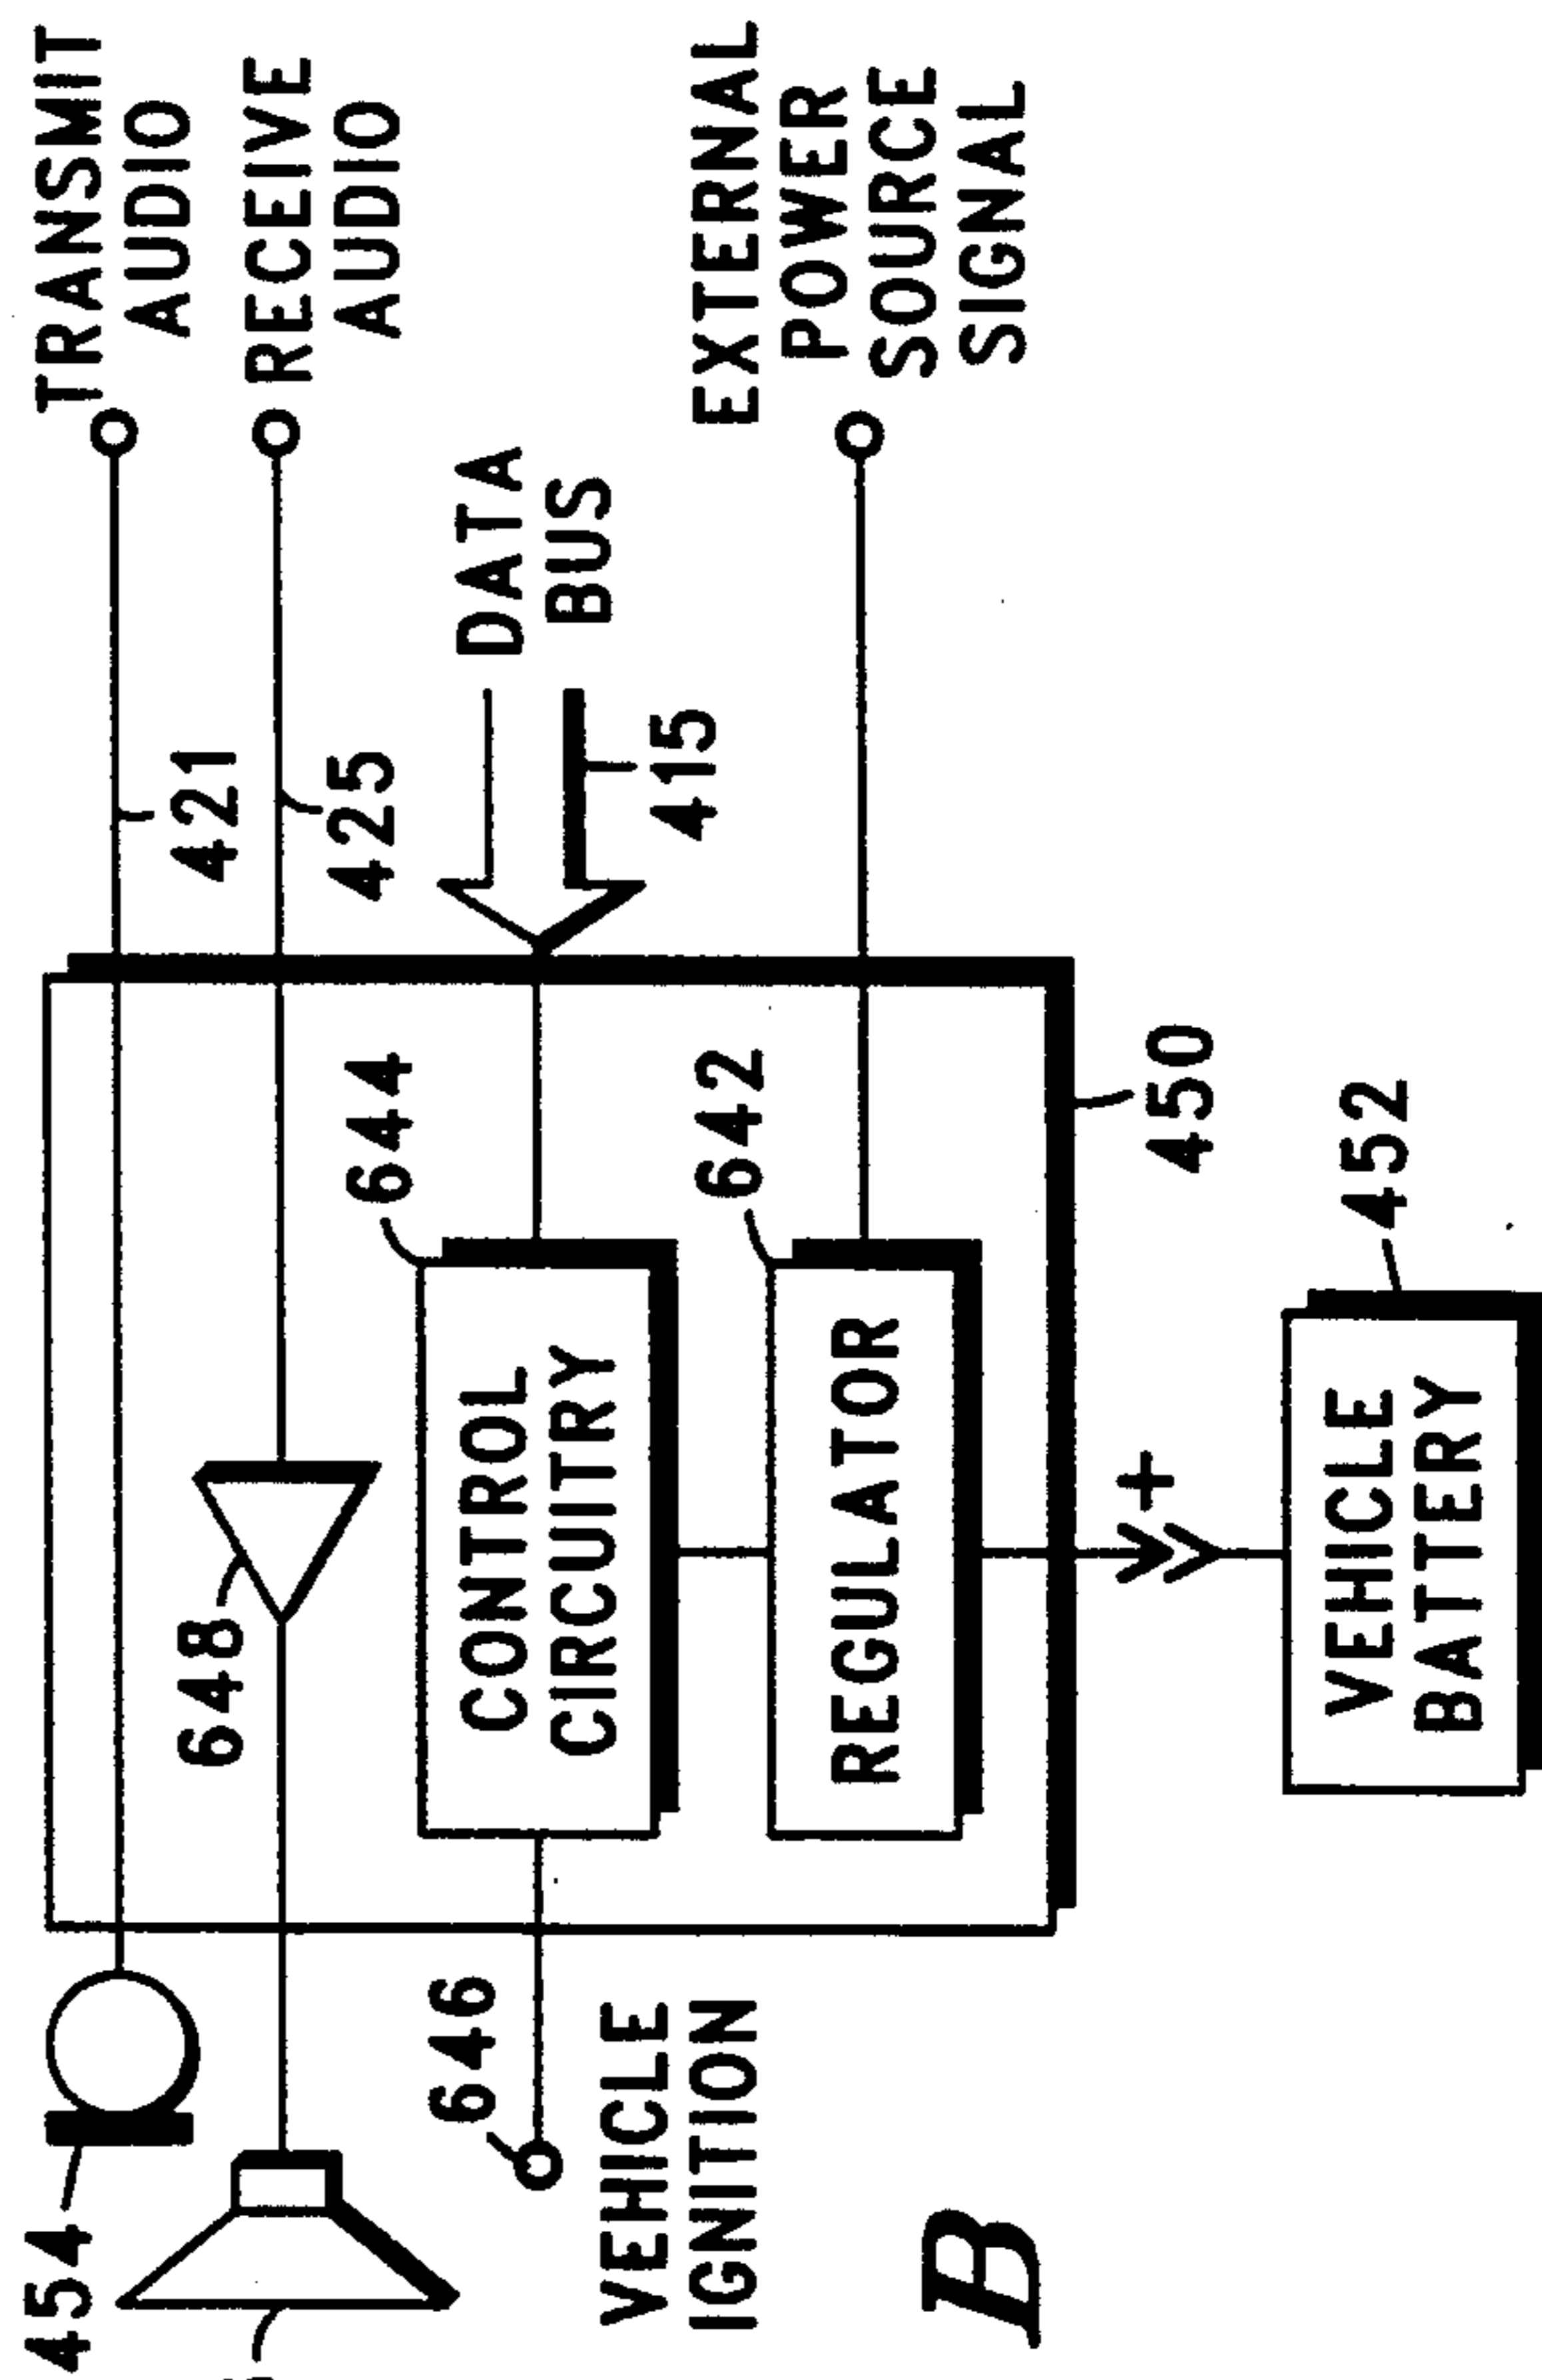 454
TRANSMIT
AUDIO
421
RECEIVE
AUDIO
425
648
644
DATA
BUS
415
CONTROL
CIRCUITRY
646
VEHICLE
IGNITION
642
REGULATOR
EXTERNAL
POWER
SOURCE
SIGNAL
450
+
452
VEHICLE
BATTERY
B